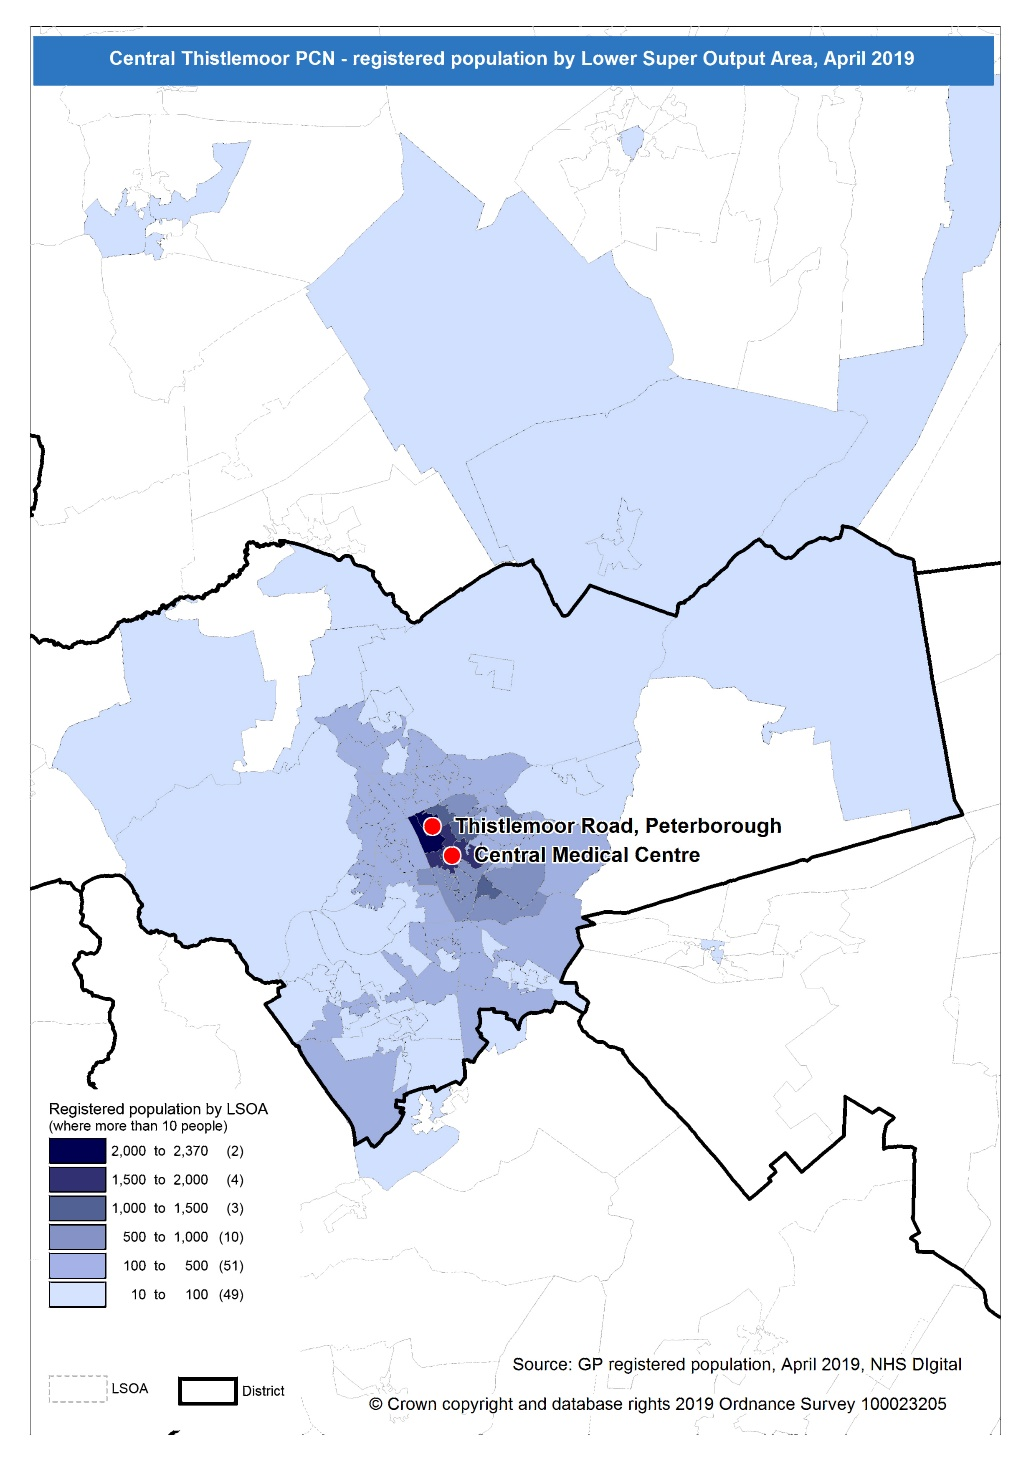 Central Thistlemoor PCN - registered population by Lower Super Output Area, April 2019
Thistlemoor Road, Peterborough
Central Medical Centre
Registered population by LSOA
(where more than 10 people)
2,000 to 2,370 (2)
1,500 to 2,000 (4)
1,000 to 1,500 (3)
500 to 1,000 (10)
100 to 500 (51)
10 to 100 (49)
LSOA
District
Source: GP registered population, April 2019, NHS DIgital
© Crown copyright and database rights 2019 Ordnance Survey 100023205